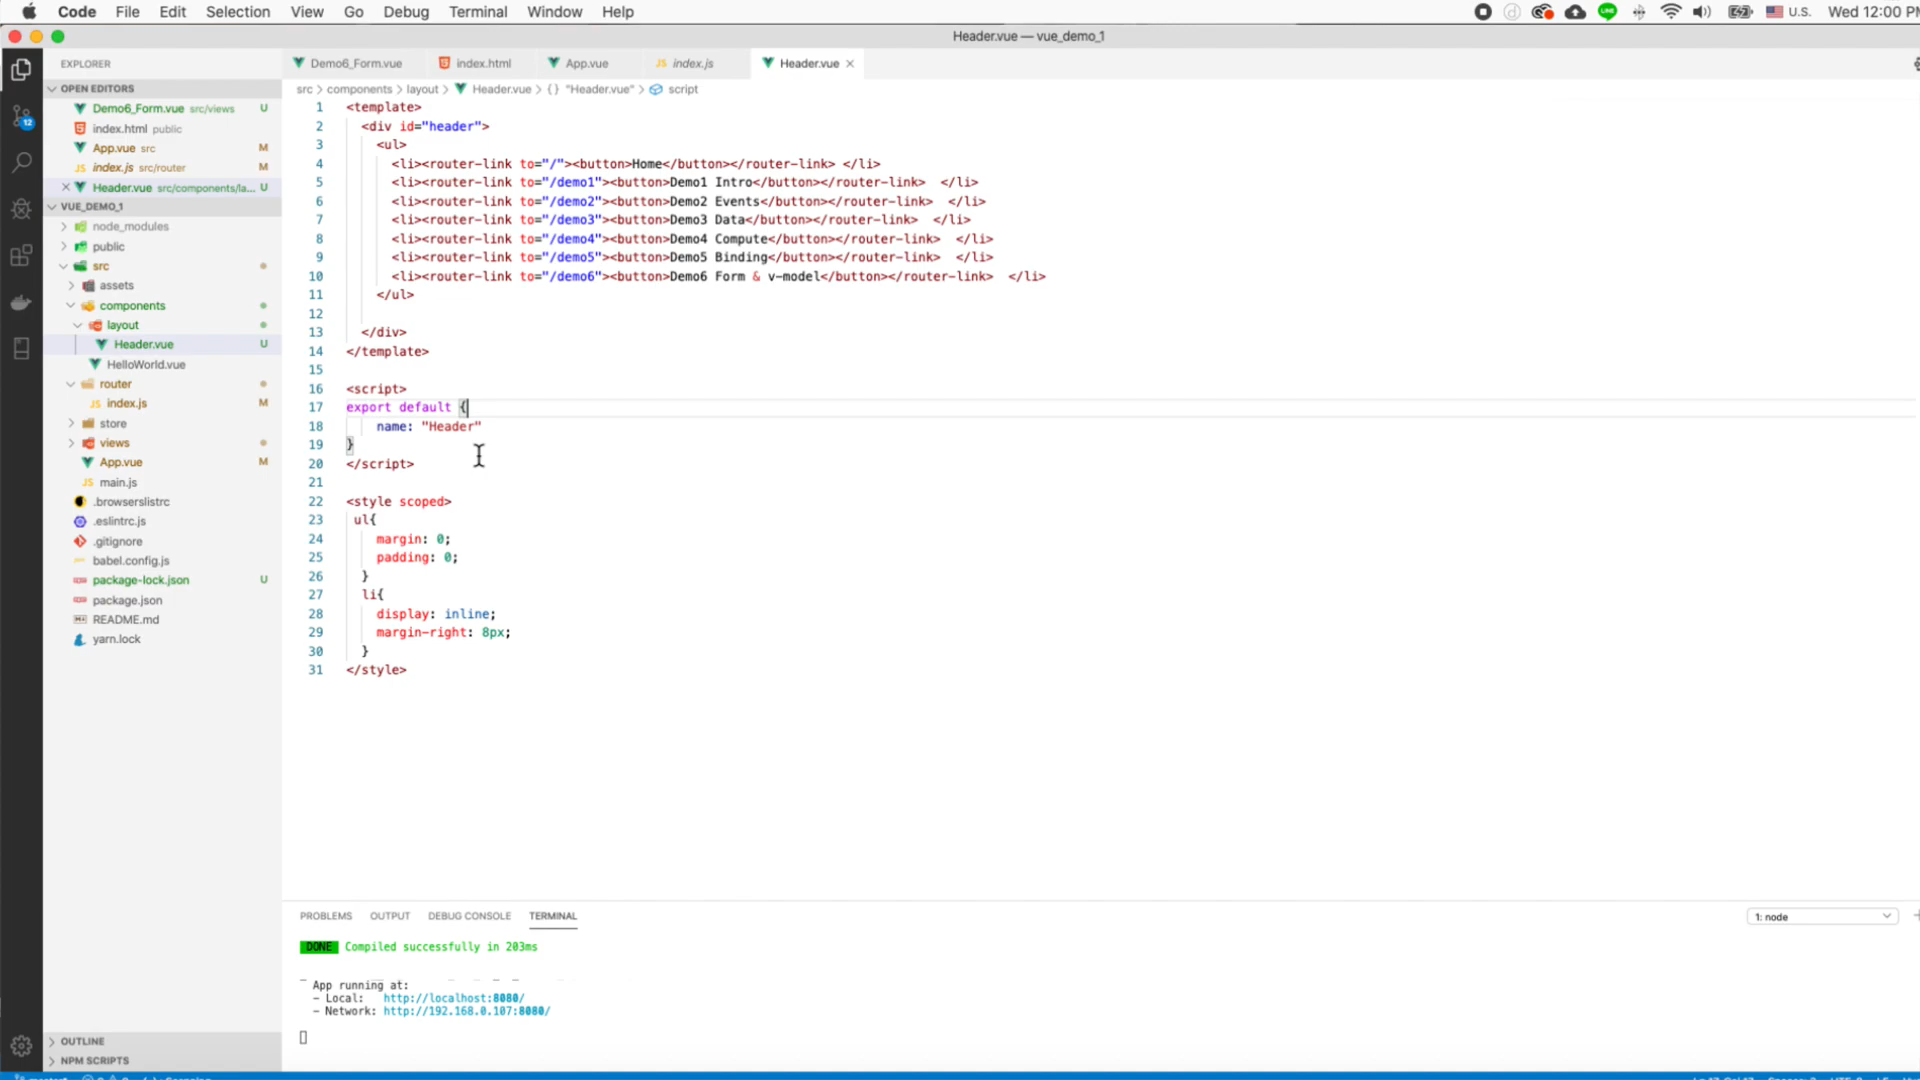 Code File Edit Selection View Go Debug Terminal Window Help U.S. Wed 12:00 PM
Header.vue — vue_demo_1
EXPLORER
OPEN EDITORS
Demo6_Form.vue src/views U
index.html public
App.vue src M
index.js src/router M
Header.vue src/components/la... U
VUE_DEMO_1
node_modules
public
src
assets
components
layout
Header.vue U
HelloWorld.vue
router
index.js M
store
views
App.vue M
main.js
.browserslistrc
.eslintrc.js
.gitignore
babel.config.js
package-lock.json U
package.json
README.md
yarn.lock
OUTLINE
NPM SCRIPTS
12
Demo6_Form.vue index.html App.vue JS index.js Header.vue
src > components > layout > Header.vue > {} "Header.vue" > script
1 <template>
2 <div id="header">
3 <ul>
4 <li><router-link to="/"><button>Home</button></router-link> </li>
5 <li><router-link to="/demo1"><button>Demo1 Intro</button></router-link>  </li>
6 <li><router-link to="/demo2"><button>Demo2 Events</button></router-link>  </li>
7 <li><router-link to="/demo3"><button>Demo3 Data</button></router-link>  </li>
8 <li><router-link to="/demo4"><button>Demo4 Compute</button></router-link>  </li>
9 <li><router-link to="/demo5"><button>Demo5 Binding</button></router-link>  </li>
10 <li><router-link to="/demo6"><button>Demo6 Form & v-model</button></router-link>  </li>
11 </ul>
12
13 </div>
14 </template>
15
16 <script>
17 export default {
18 name: "Header"
19 }
20 </script>
21
22 <style scoped>
23 ul{
24 margin: 0;
25 padding: 0;
26 }
27 li{
28 display: inline;
29 margin-right: 8px;
30 }
31 </style>
PROBLEMS OUTPUT DEBUG CONSOLE TERMINAL 1: node
DONE Compiled successfully in 203ms
App running at:
- Local: http://localhost:8080/
- Network: http://192.168.0.107:8080/